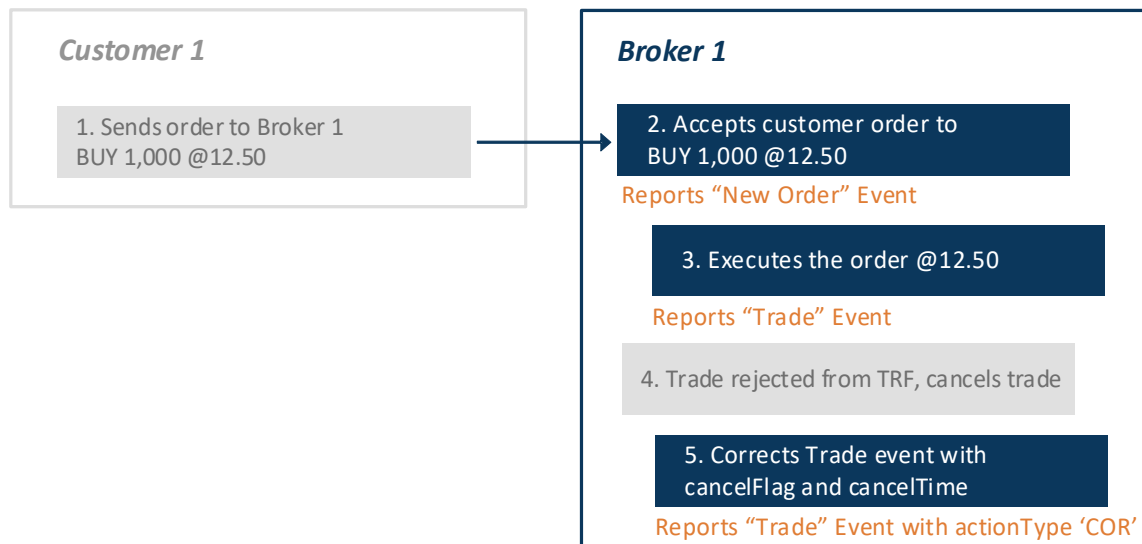 Customer 1
1. Sends order to Broker 1
BUY 1,000 @12.50
Broker 1
2. Accepts customer order to
BUY 1,000 @12.50
Reports “New Order” Event
3. Executes the order @12.50
Reports “Trade” Event
4. Trade rejected from TRF, cancels trade
5. Corrects Trade event with
cancelFlag and cancelTime
Reports “Trade” Event with actionType ‘COR’